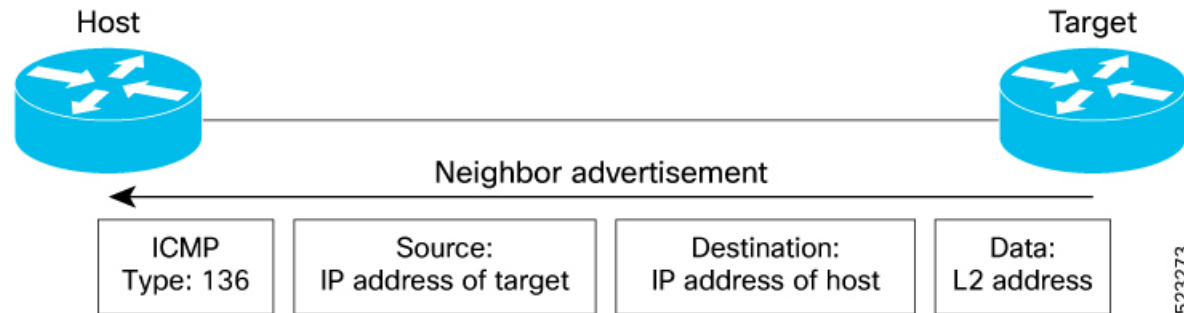 Host
Target
Neighbor advertisement
ICMP
Type: 136
Source:
IP address of target
Destination:
IP address of host
Data:
L2 address
523273